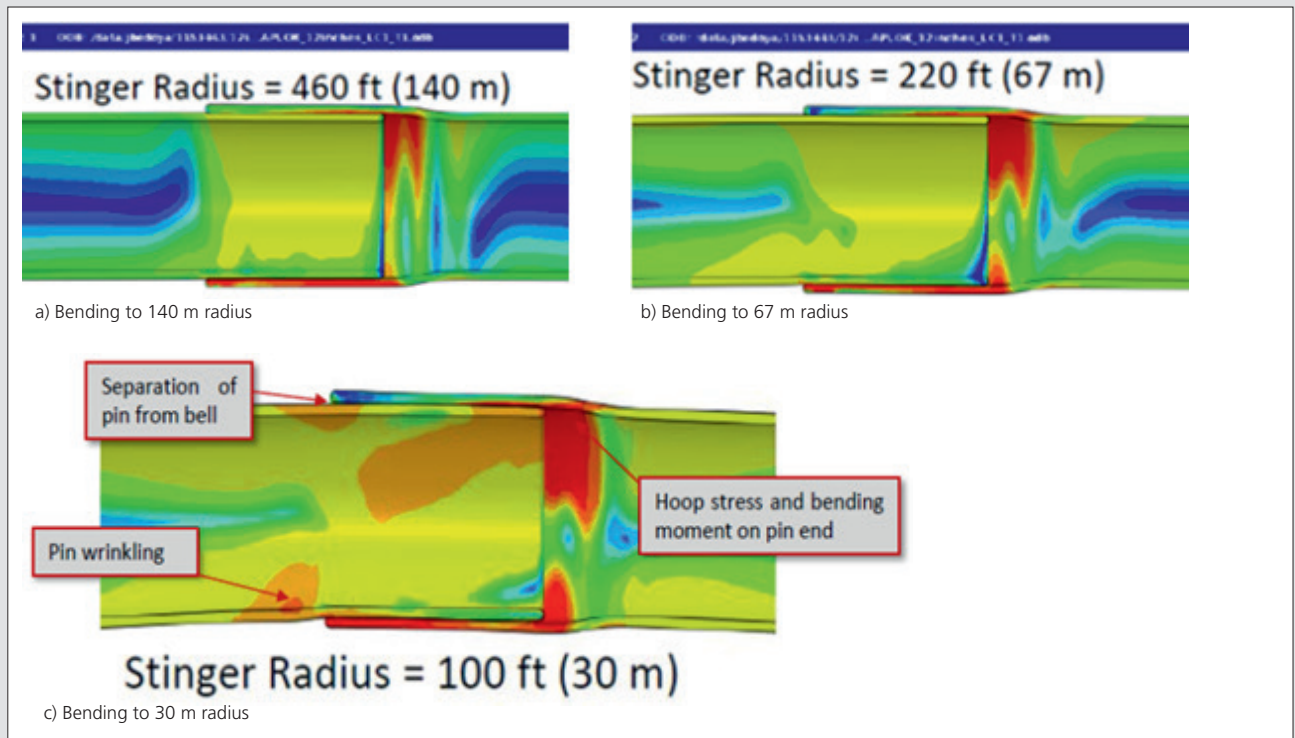 Stinger Radius = 460 ft (140 m)
a) Bending to 140 m radius
Stinger Radius = 220 ft (67 m)
b) Bending to 67 m radius
Separation of
pin from bell
Pin wrinkling
Hoop stress and bending
moment on pin end
Stinger Radius = 100 ft (30 m)
c) Bending to 30 m radius